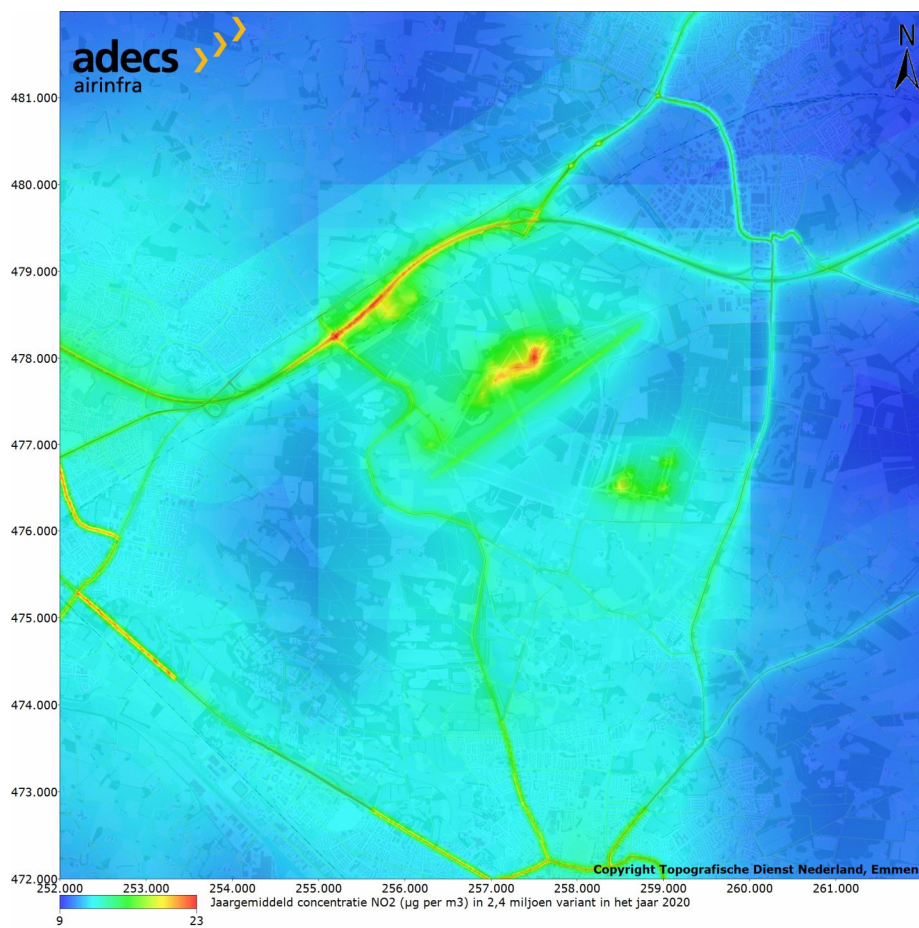 adecs
airinfra
N
481.000
480.000
479.000
478.000
477.000
476.000
475.000
474.000
473.000
472.000
Copyright Topografische Dienst Nederland, Emmen
252.000 253.000 254.000 255.000 256.000 257.000 258.000 259.000 260.000 261.000
Jaargemiddeld concentratie NO2 (µg per m3) in 2,4 miljoen variant in het jaar 2020
9 23